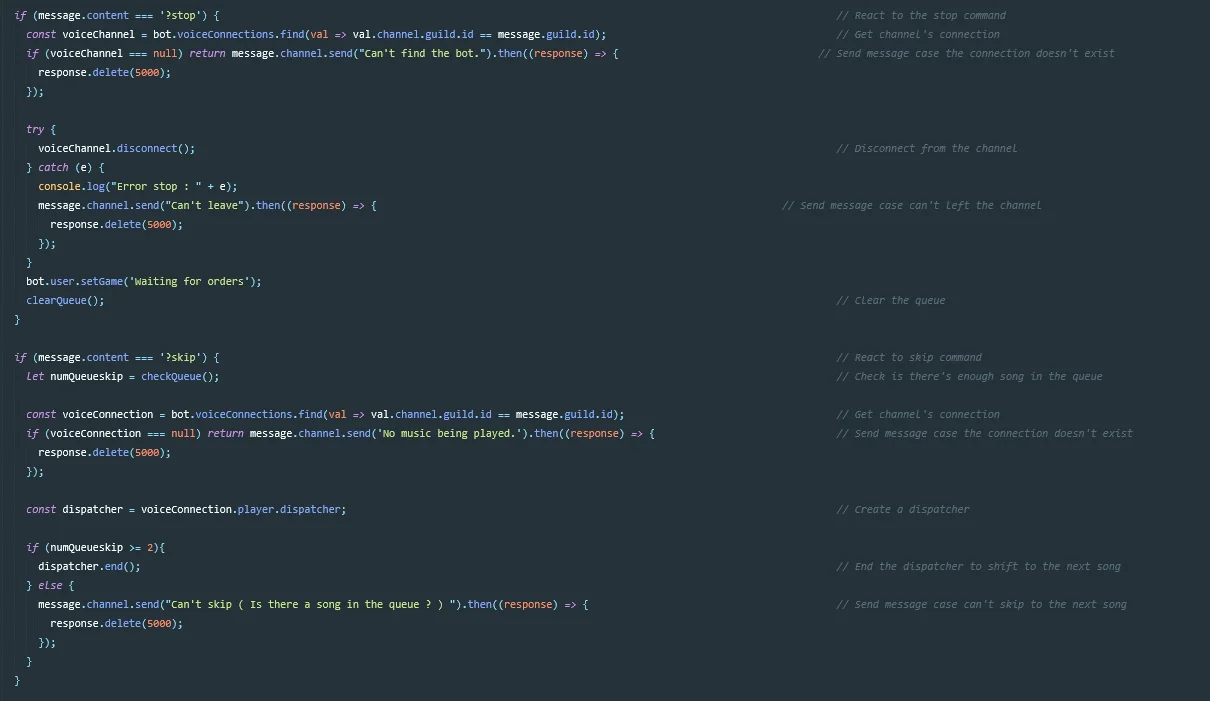 if (message.content === '?stop') { // React to the stop command
const voiceChannel = bot.voiceConnections.find(val => val.channel.guild.id == message.guild.id); // Get channel's connection
if (voiceChannel === null) return message.channel.send("Can't find the bot.").then((response) => { // Send message case the connection doesn't exist
response.delete(5000);
});
try {
voiceChannel.disconnect(); // Disconnect from the channel
} catch (e) {
console.log("Error stop : " + e);
message.channel.send("Can't leave").then((response) => { // Send message case can't left the channel
response.delete(5000);
});
}
bot.user.setGame('Waiting for orders');
clearQueue(); // Clear the queue
}
if (message.content === '?skip') { // React to skip command
let numQueueskip = checkQueue(); // Check is there's enough song in the queue
const voiceConnection = bot.voiceConnections.find(val => val.channel.guild.id == message.guild.id); // Get channel's connection
if (voiceConnection === null) return message.channel.send('No music being played.').then((response) => { // Send message case the connection doesn't exist
response.delete(5000);
});
const dispatcher = voiceConnection.player.dispatcher; // Create a dispatcher
if (numQueueskip >= 2){
dispatcher.end(); // End the dispatcher to shift to the next song
} else {
message.channel.send("Can't skip ( Is there a song in the queue ? ) ").then((response) => { // Send message case can't skip to the next song
response.delete(5000);
});
}
}